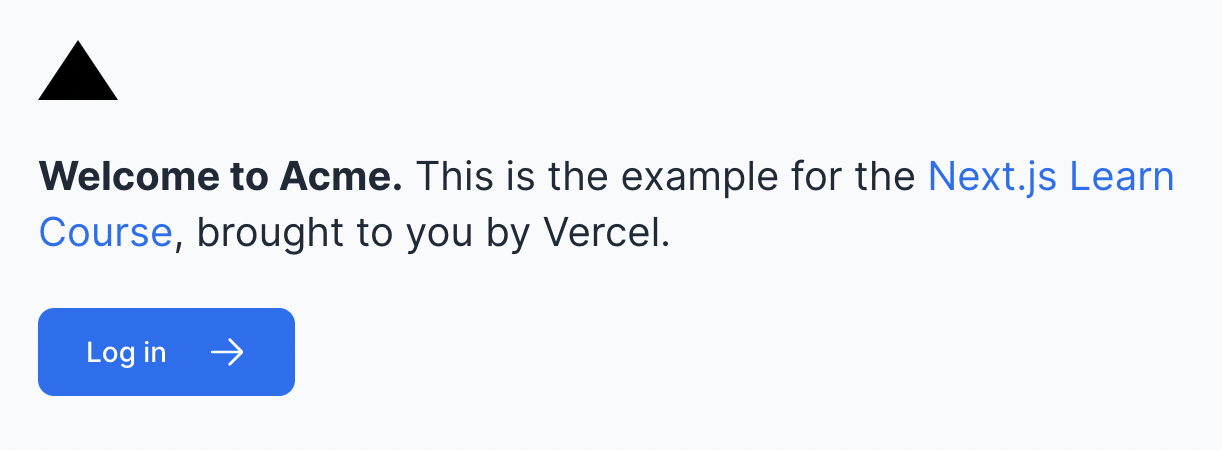 Welcome to Acme. This is the example for the Next.js Learn
Course, brought to you by Vercel.
Log in